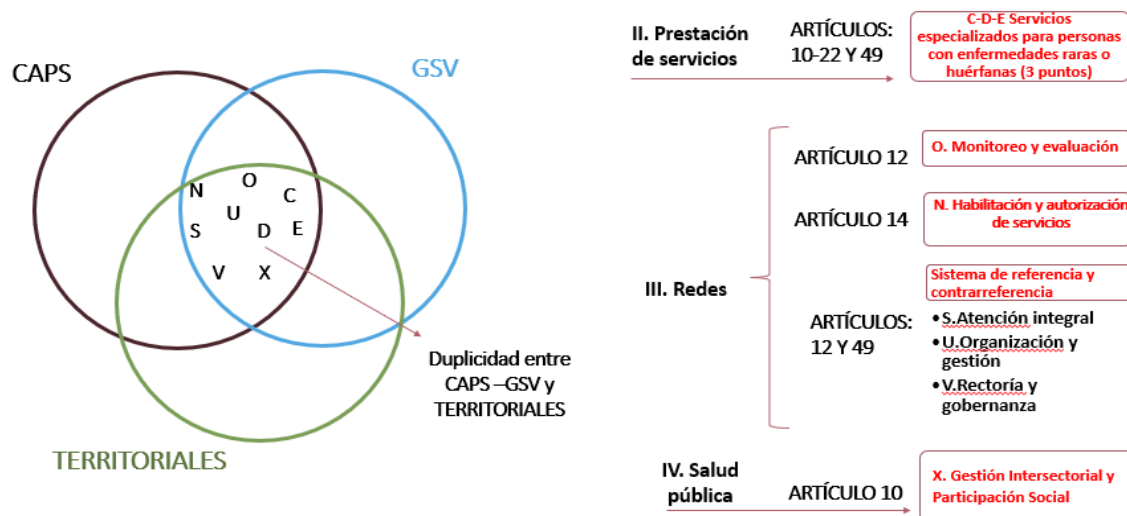 CAPS
GSV
N
O
C
U
S
D
E
V
X
Duplicidad entre
CAPS –GSV y
TERRITORIALES
TERRITORIALES
II. Prestación
de servicios
ARTÍCULOS:
10-22 Y 49
C-D-E Servicios
especializados para personas
con enfermedades raras o
huérfanas (3 puntos)
III. Redes
ARTÍCULO 12
O. Monitoreo y evaluación
ARTÍCULO 14
N. Habilitación y autorización
de servicios
ARTÍCULOS:
12 Y 49
Sistema de referencia y
contrarreferencia
•S.Atención integral
•U.Organización y
gestión
•V.Rectoría y
gobernanza
IV. Salud
pública
ARTÍCULO 10
X. Gestión Intersectorial y
Participación Social